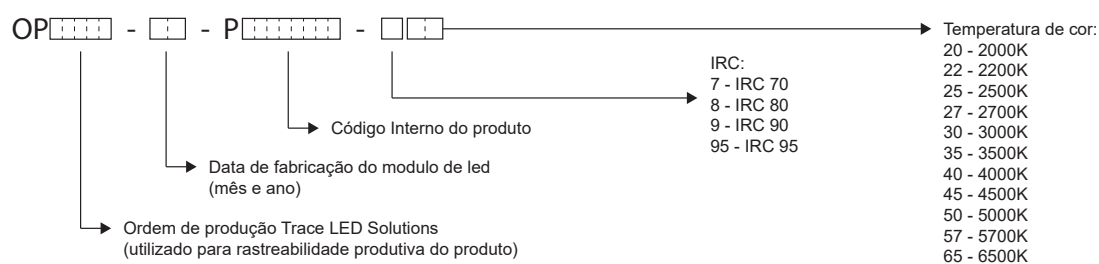 OP - - P -
Temperatura de cor:
20 - 2000K
22 - 2200K
25 - 2500K
27 - 2700K
30 - 3000K
35 - 3500K
40 - 4000K
45 - 4500K
50 - 5000K
57 - 5700K
65 - 6500K
IRC:
7 - IRC 70
8 - IRC 80
9 - IRC 90
95 - IRC 95
Código Interno do produto
Data de fabricação do modulo de led
(mês e ano)
Ordem de produção Trace LED Solutions
(utilizado para rastreabilidade produtiva do produto)